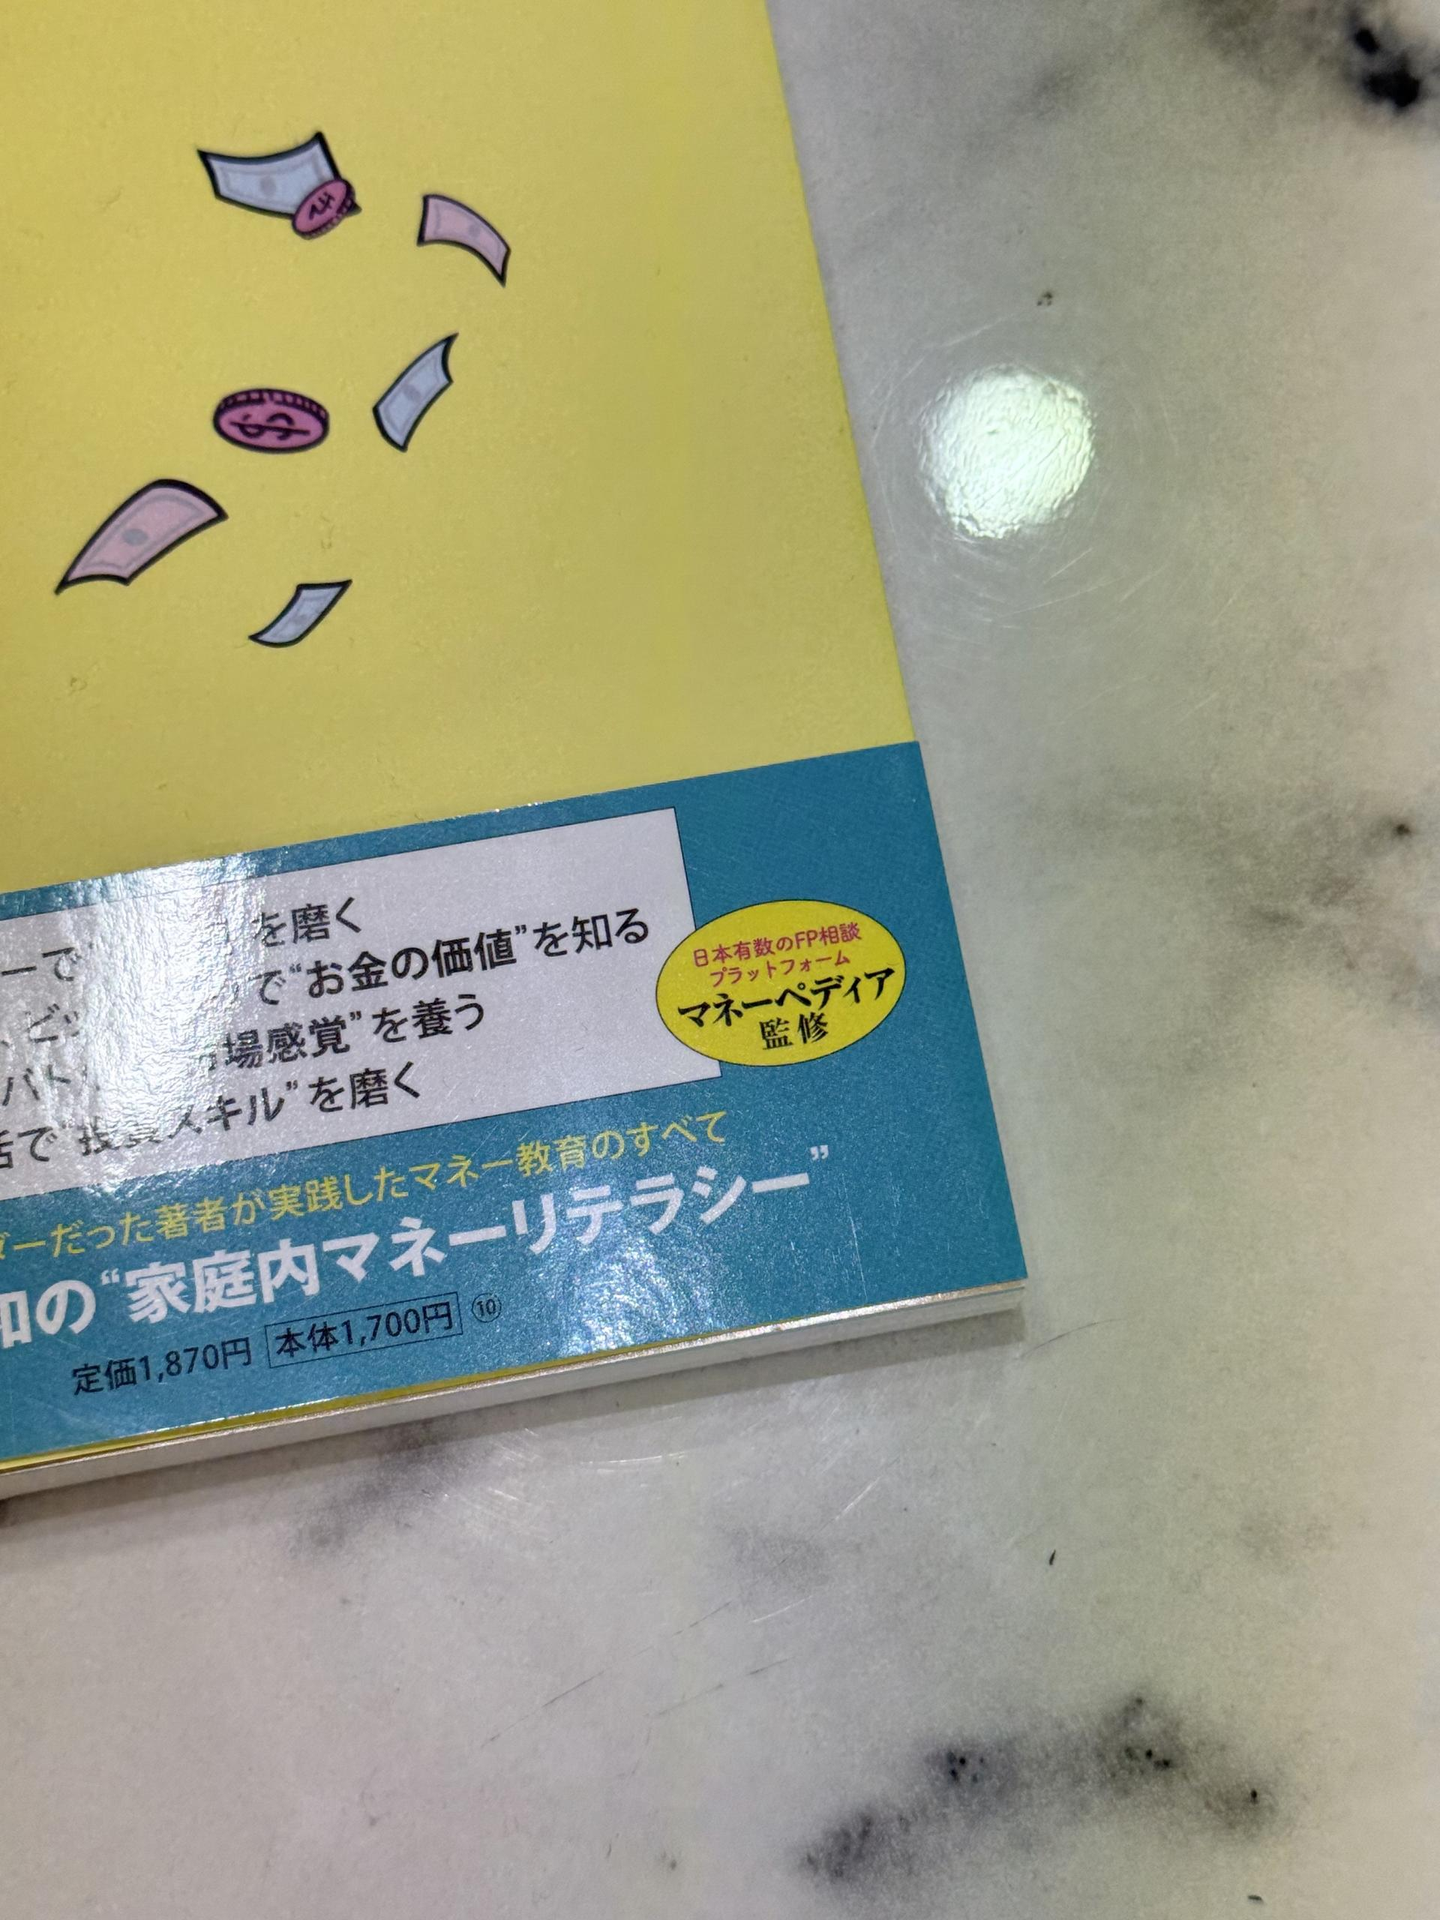 を磨く
で“お金の価値”を知る
場感覚”を養う
スキル”を磨く
日本有数のFP相談
プラットフォーム
マネーペディア
監修
ダーだった著者が実践したマネー教育のすべて
の“家庭内マネーリテラシー”
定価1,870円 本体1,700円 ⑩